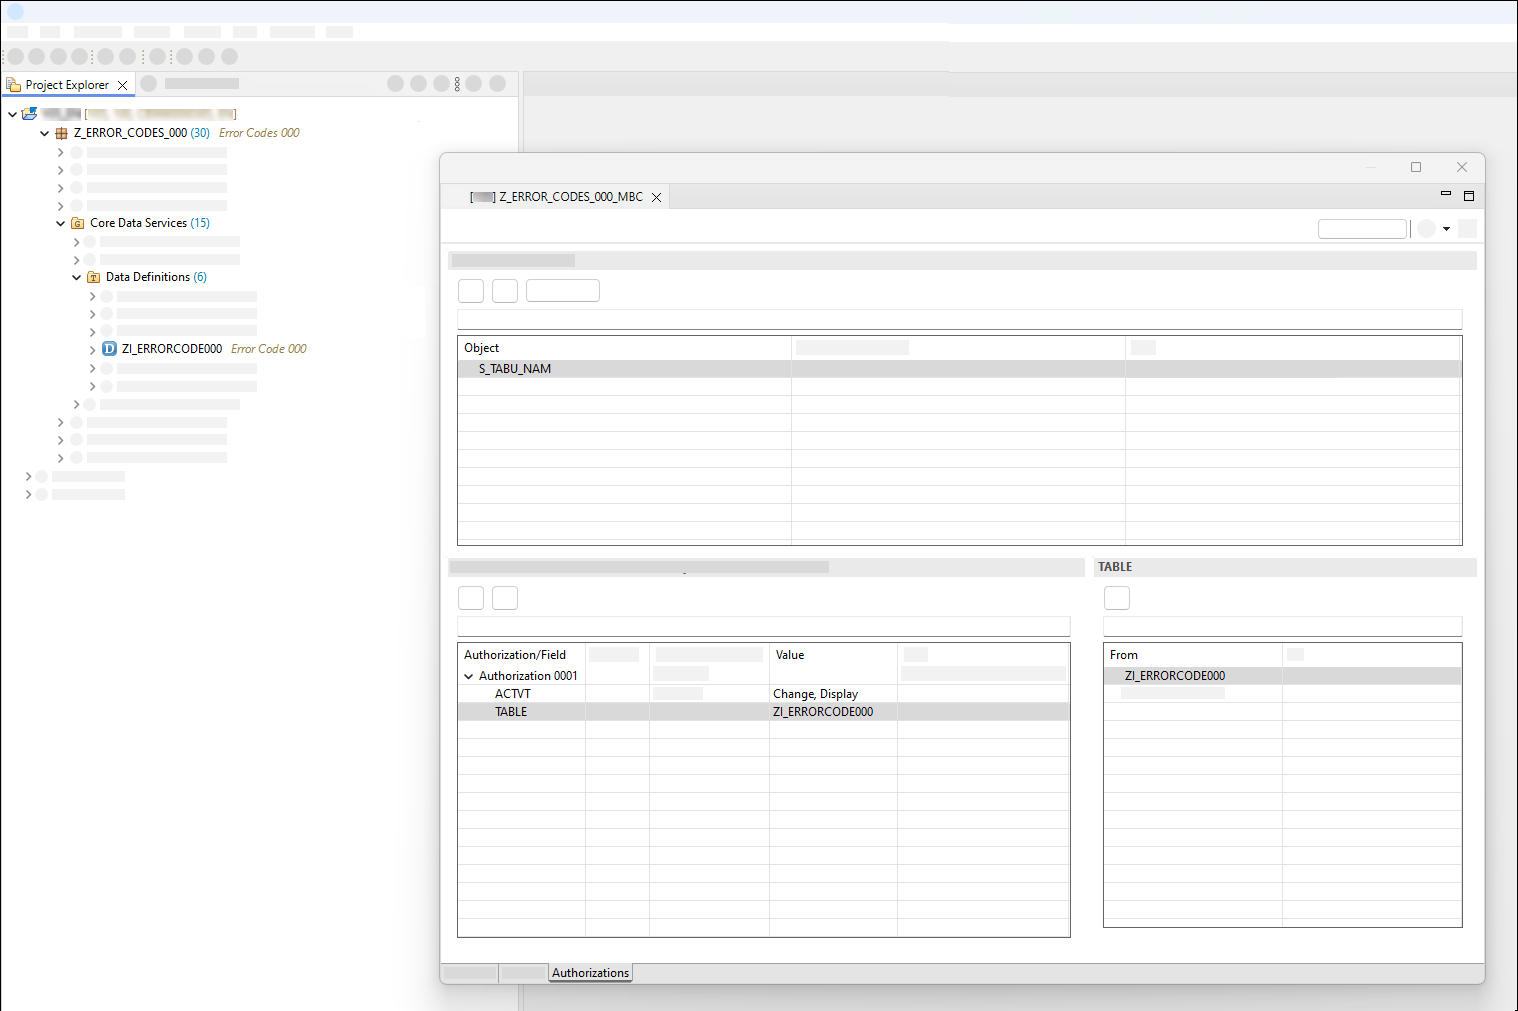 Project Explorer
Z_ERROR_CODES_000 (30) Error Codes 000
Core Data Services (15)
Data Definitions (6)
ZI_ERRORCODE000 Error Code 000
Z_ERROR_CODES_000_MBC
Object
S_TABU_NAM
TABLE
Authorization/Field Value
Authorization 0001
ACTVT Change, Display
TABLE ZI_ERRORCODE000
From
ZI_ERRORCODE000
Authorizations